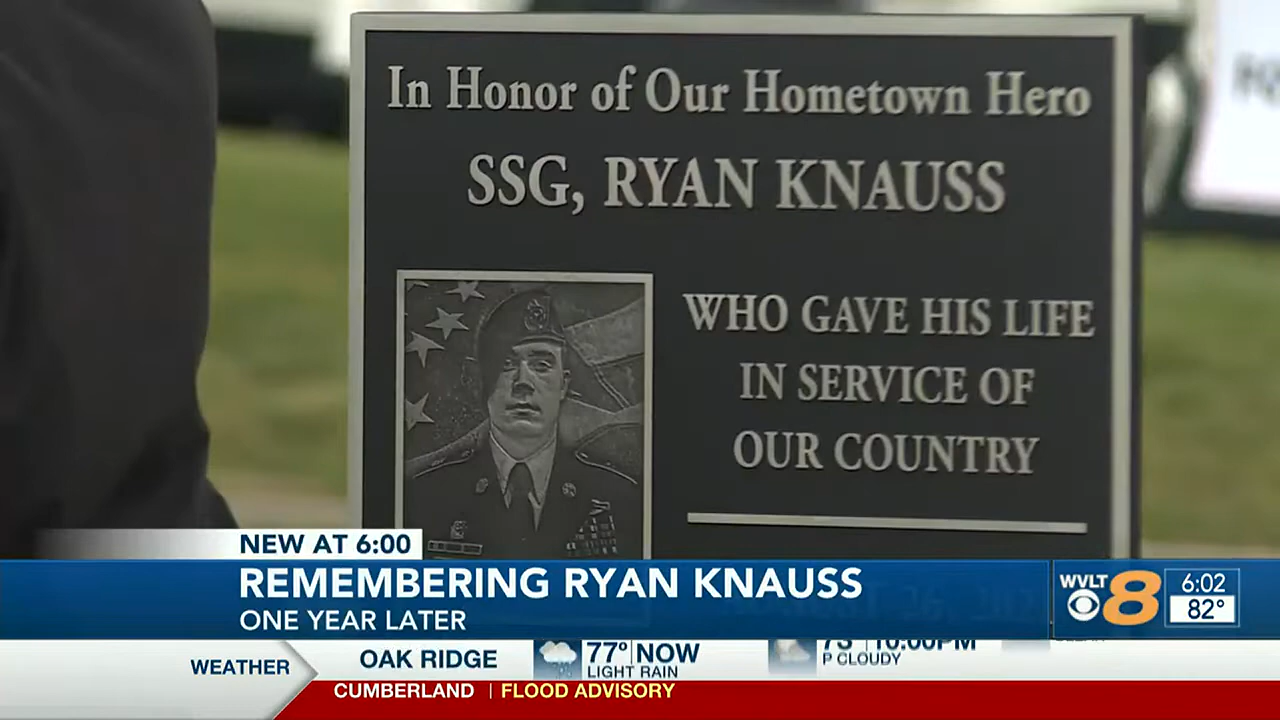 In Honor of Our Hometown Hero
SSG, RYAN KNAUSS
WHO GAVE HIS LIFE
IN SERVICE OF
OUR COUNTRY
NEW AT 6:00
REMEMBERING RYAN KNAUSS
ONE YEAR LATER
WVLT 8
6:02
82°
WEATHER
OAK RIDGE
77° NOW
LIGHT RAIN
10:00PM
P CLOUDY
CUMBERLAND | FLOOD ADVISORY